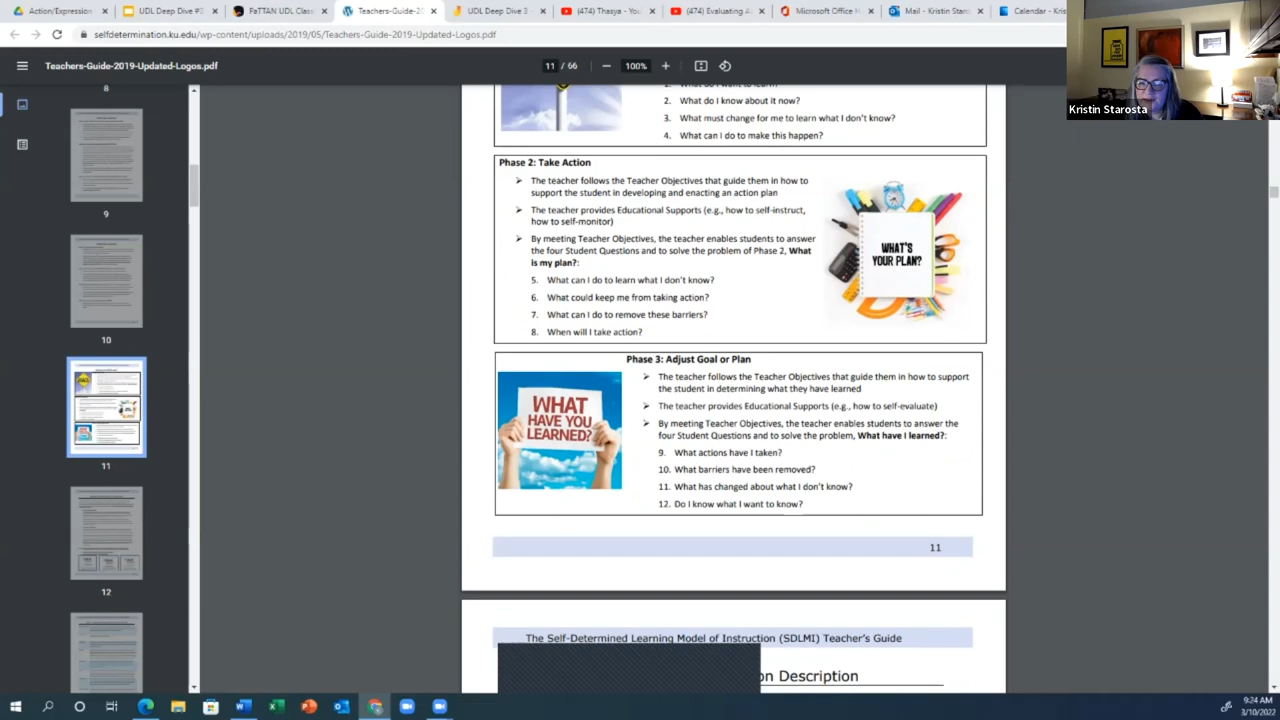 Action/Expression
UDL Deep Dive #3
PaTTAN UDL Class
Teachers-Guide-20
UDL Deep Dive 3
(474) Thasya - You
(474) Evaluating A
Microsoft Office H
Mail - Kristin Staro
Calendar - Kris
selfdetermination.ku.edu/wp-content/uploads/2019/05/Teachers-Guide-2019-Updated-Logos.pdf
Teachers-Guide-2019-Updated-Logos.pdf
11 / 66
100%
Kristin Starosta
8
9
10
11
12
2. What do I know about it now?
3. What must change for me to learn what I don't know?
4. What can I do to make this happen?
Phase 2: Take Action
➢ The teacher follows the Teacher Objectives that guide them in how to
support the student in developing and enacting an action plan
➢ The teacher provides Educational Supports (e.g., how to self-instruct,
how to self-monitor)
➢ By meeting Teacher Objectives, the teacher enables students to answer
the four Student Questions and to solve the problem of Phase 2, What
is my plan?:
5. What can I do to learn what I don't know?
6. What could keep me from taking action?
7. What can I do to remove these barriers?
8. When will I take action?
WHAT'S
YOUR PLAN?
Phase 3: Adjust Goal or Plan
WHAT
HAVE YOU
LEARNED?
➢ The teacher follows the Teacher Objectives that guide them in how to support
the student in determining what they have learned
➢ The teacher provides Educational Supports (e.g., how to self-evaluate)
➢ By meeting Teacher Objectives, the teacher enables students to answer the
four Student Questions and to solve the problem, What have I learned?:
9. What actions have I taken?
10. What barriers have been removed?
11. What has changed about what I don't know?
12. Do I know what I want to know?
11
The Self-Determined Learning Model of Instruction (SDLMI) Teacher's Guide
on Description
9:24 AM
3/10/2022